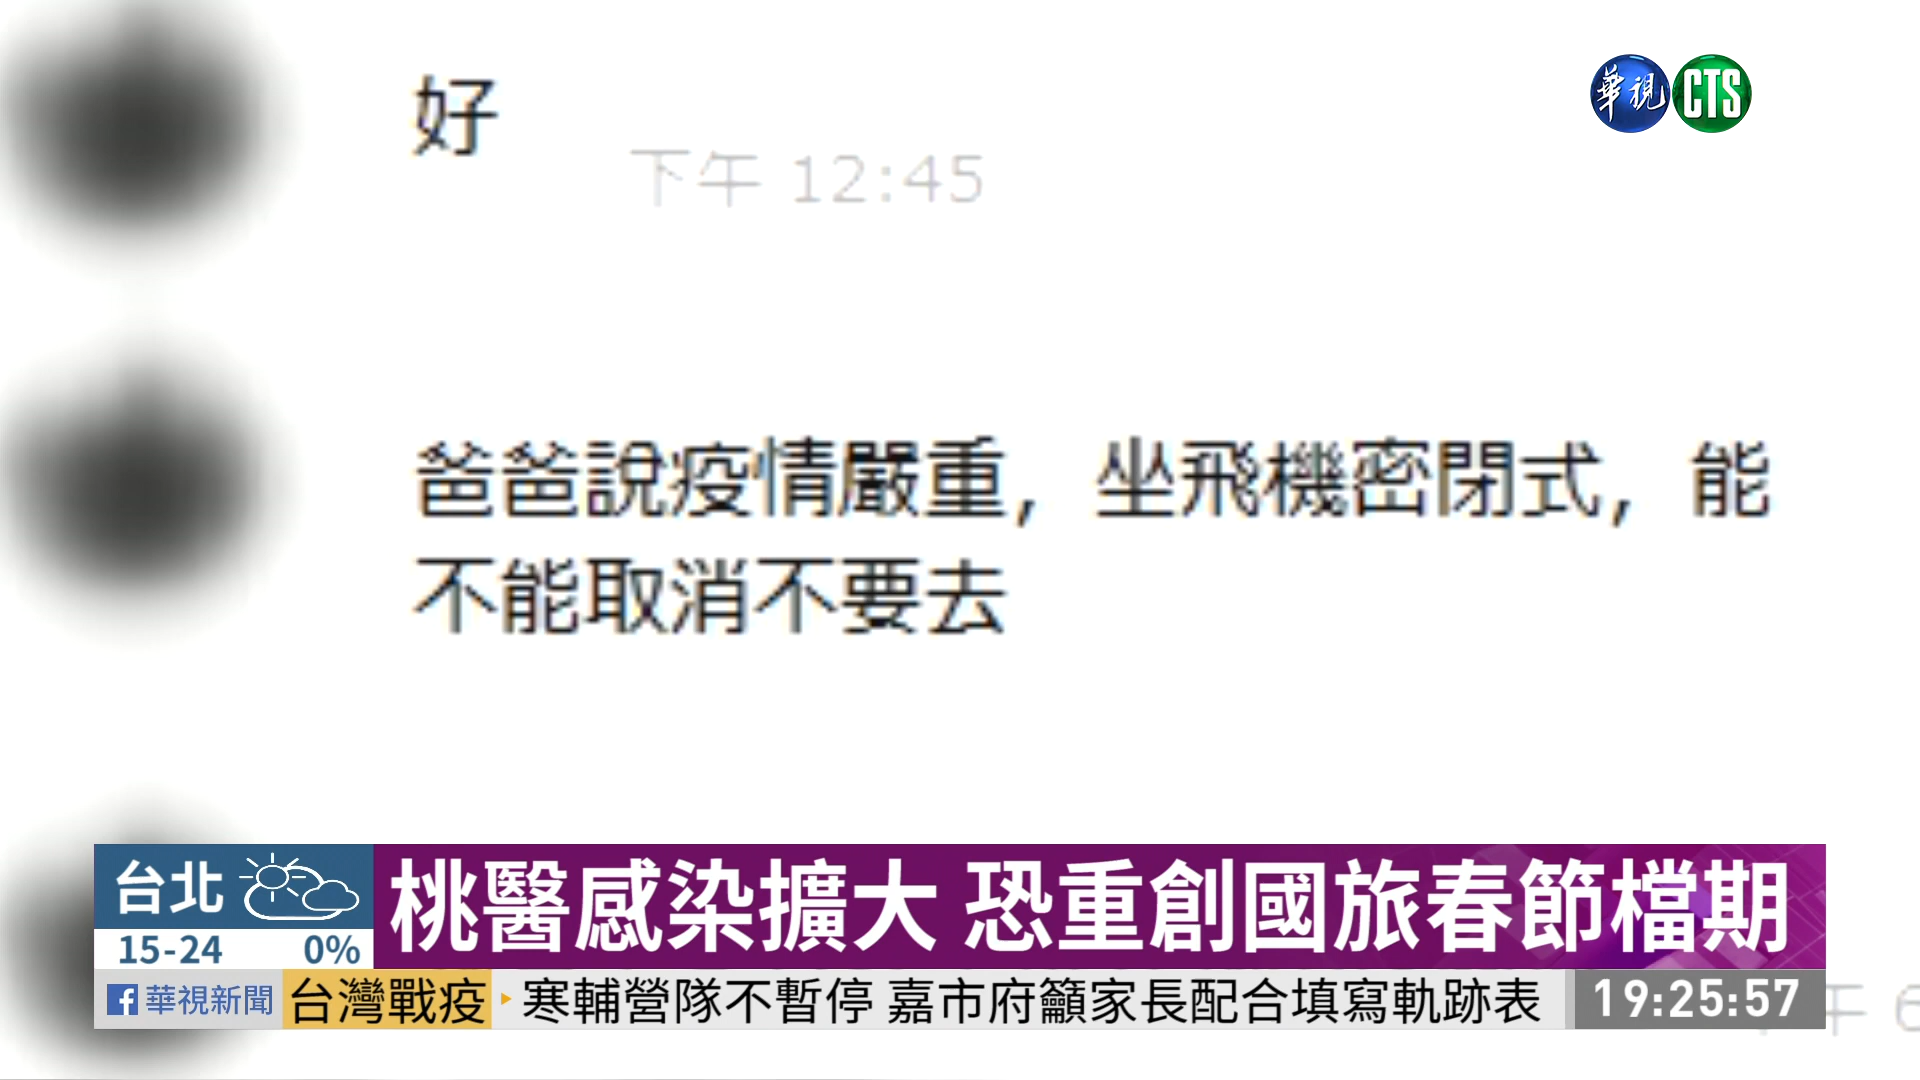 好
下午 12:45
華視 CTS
爸爸說疫情嚴重，坐飛機密閉式，能
不能取消不要去
台北
15-24 0%
桃醫感染擴大 恐重創國旅春節檔期
華視新聞
台灣戰疫
寒輔營隊不暫停 嘉市府籲家長配合填寫軌跡表
19:25:57
午 6